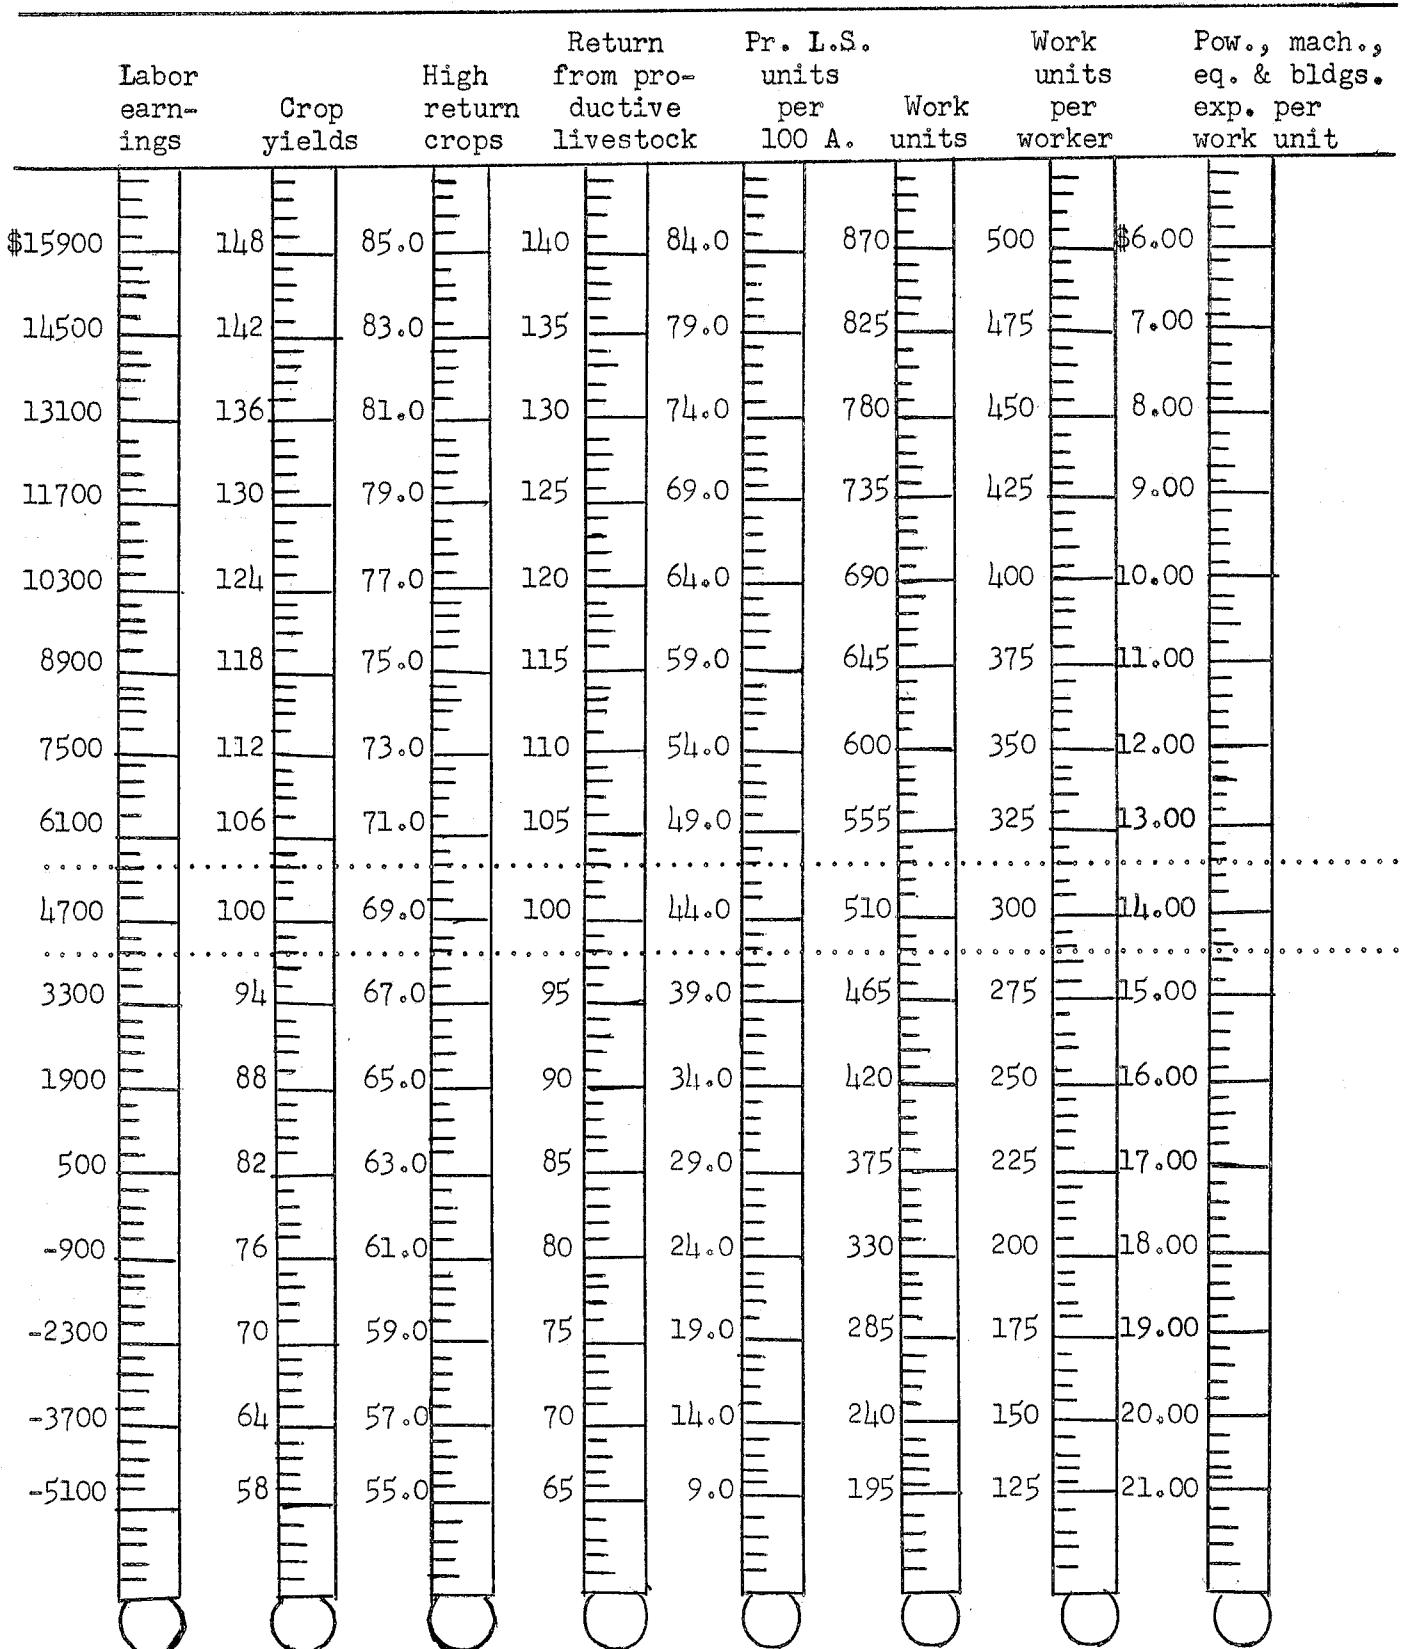 Return Pr. L.S. Work Pow., mach.,
Labor High from pro- units units eq. & bldgs.
earn- Crop return ductive per Work per exp. per
ings yields crops livestock 100 A. units worker work unit
$15900 148 85.0 140 84.0 870 500 $6.00
14500 142 83.0 135 79.0 825 475 7.00
13100 136 81.0 130 74.0 780 450 8.00
11700 130 79.0 125 69.0 735 425 9.00
10300 124 77.0 120 64.0 690 400 10.00
8900 118 75.0 115 59.0 645 375 11.00
7500 112 73.0 110 54.0 600 350 12.00
6100 106 71.0 105 49.0 555 325 13.00
4700 100 69.0 100 44.0 510 300 14.00
3300 94 67.0 95 39.0 465 275 15.00
1900 88 65.0 90 34.0 420 250 16.00
500 82 63.0 85 29.0 375 225 17.00
-900 76 61.0 80 24.0 330 200 18.00
-2300 70 59.0 75 19.0 285 175 19.00
-3700 64 57.0 70 14.0 240 150 20.00
-5100 58 55.0 65 9.0 195 125 21.00